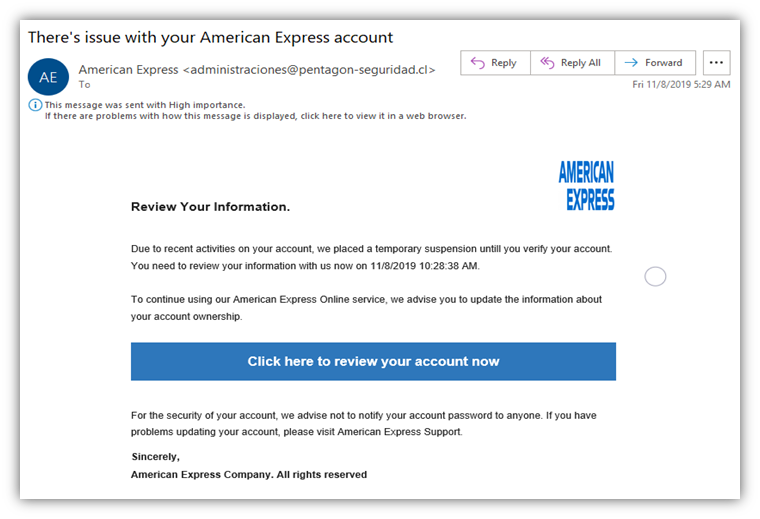 There's issue with your American Express account
AE
American Express <administraciones@pentagon-seguridad.cl>
To
Reply
Reply All
Forward
...
Fri 11/8/2019 5:29 AM
This message was sent with High importance.
If there are problems with how this message is displayed, click here to view it in a web browser.
AMERICAN
EXPRESS
Review Your Information.
Due to recent activities on your account, we placed a temporary suspension untill you verify your account.
You need to review your information with us now on 11/8/2019 10:28:38 AM.
To continue using our American Express Online service, we advise you to update the information about
your account ownership.
Click here to review your account now
For the security of your account, we advise not to notify your account password to anyone. If you have
problems updating your account, please visit American Express Support.
Sincerely,
American Express Company. All rights reserved